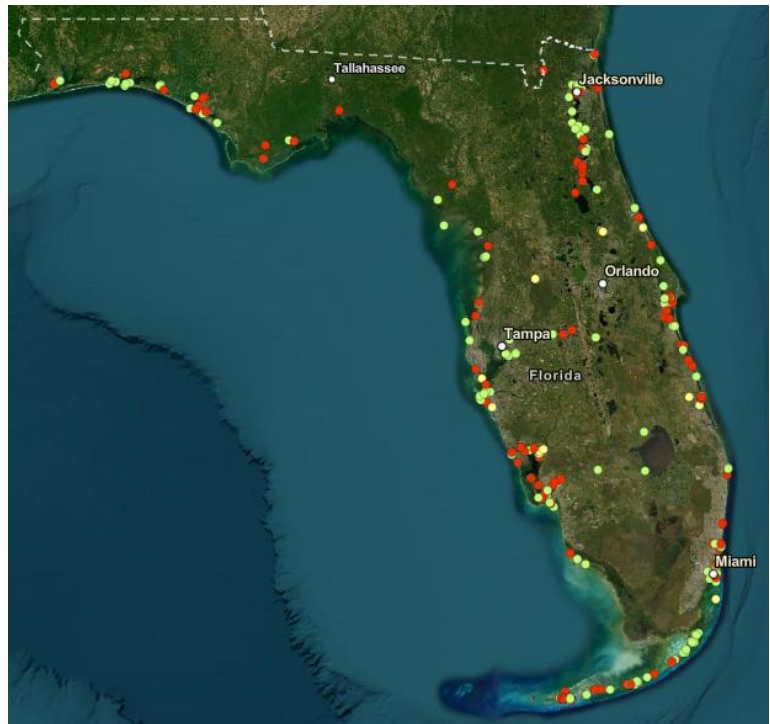 Tallahassee
Jacksonville
Orlando
Tampa
Florida
Miami